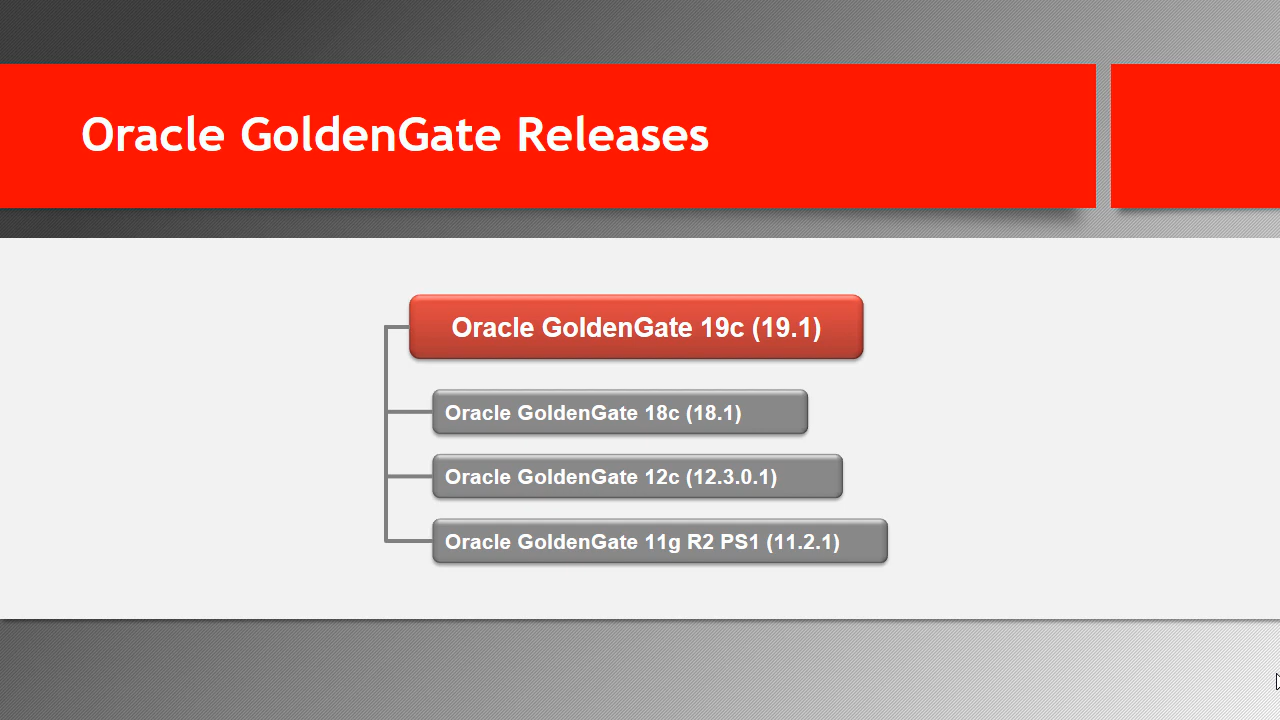 Oracle GoldenGate Releases
Oracle GoldenGate 19c (19.1)
Oracle GoldenGate 18c (18.1)
Oracle GoldenGate 12c (12.3.0.1)
Oracle GoldenGate 11g R2 PS1 (11.2.1)